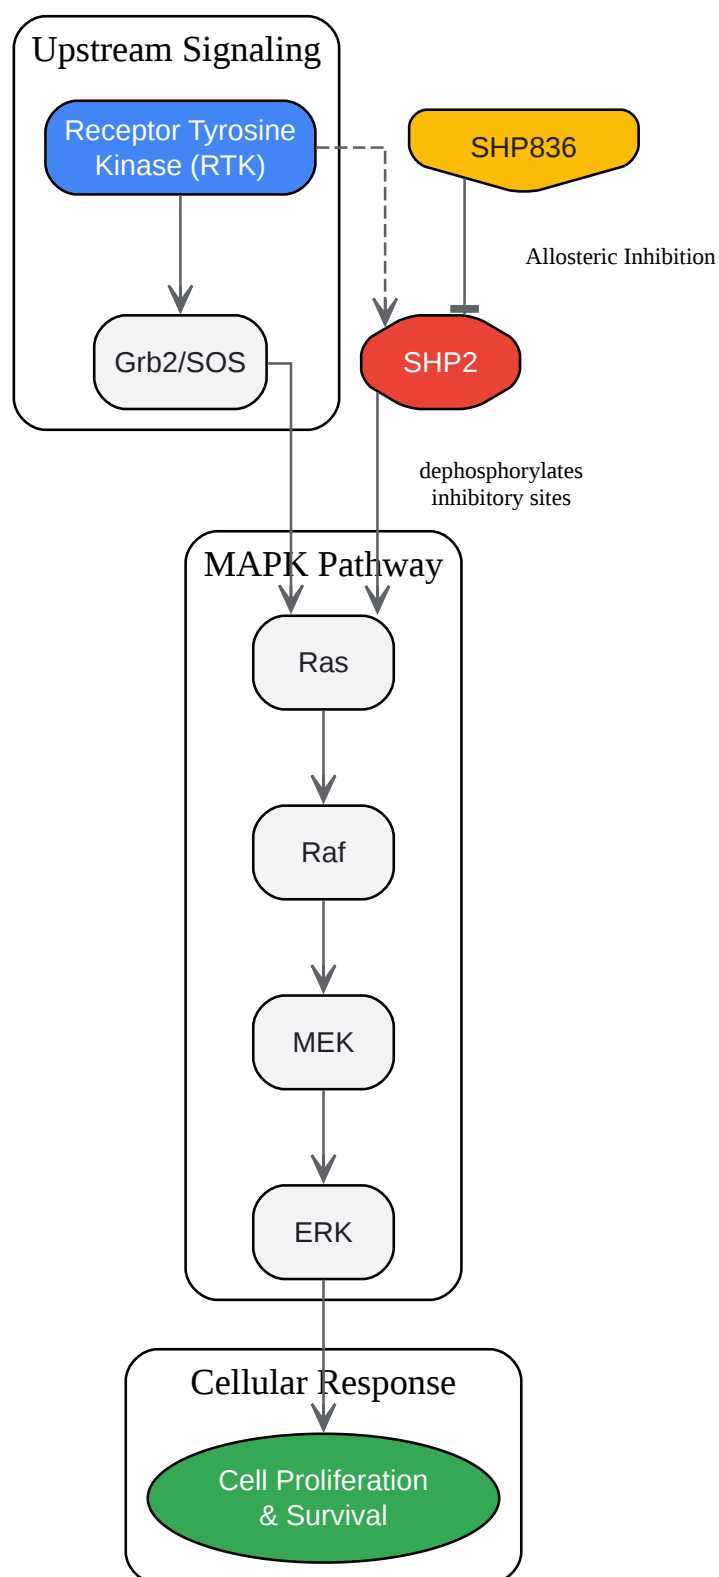 Upstream Signaling
Receptor Tyrosine
Kinase (RTK)
SHP836
Allosteric Inhibition
Grb2/SOS
SHP2
dephosphorylates
inhibitory sites
MAPK Pathway
Ras
Raf
MEK
ERK
Cellular Response
Cell Proliferation
& Survival